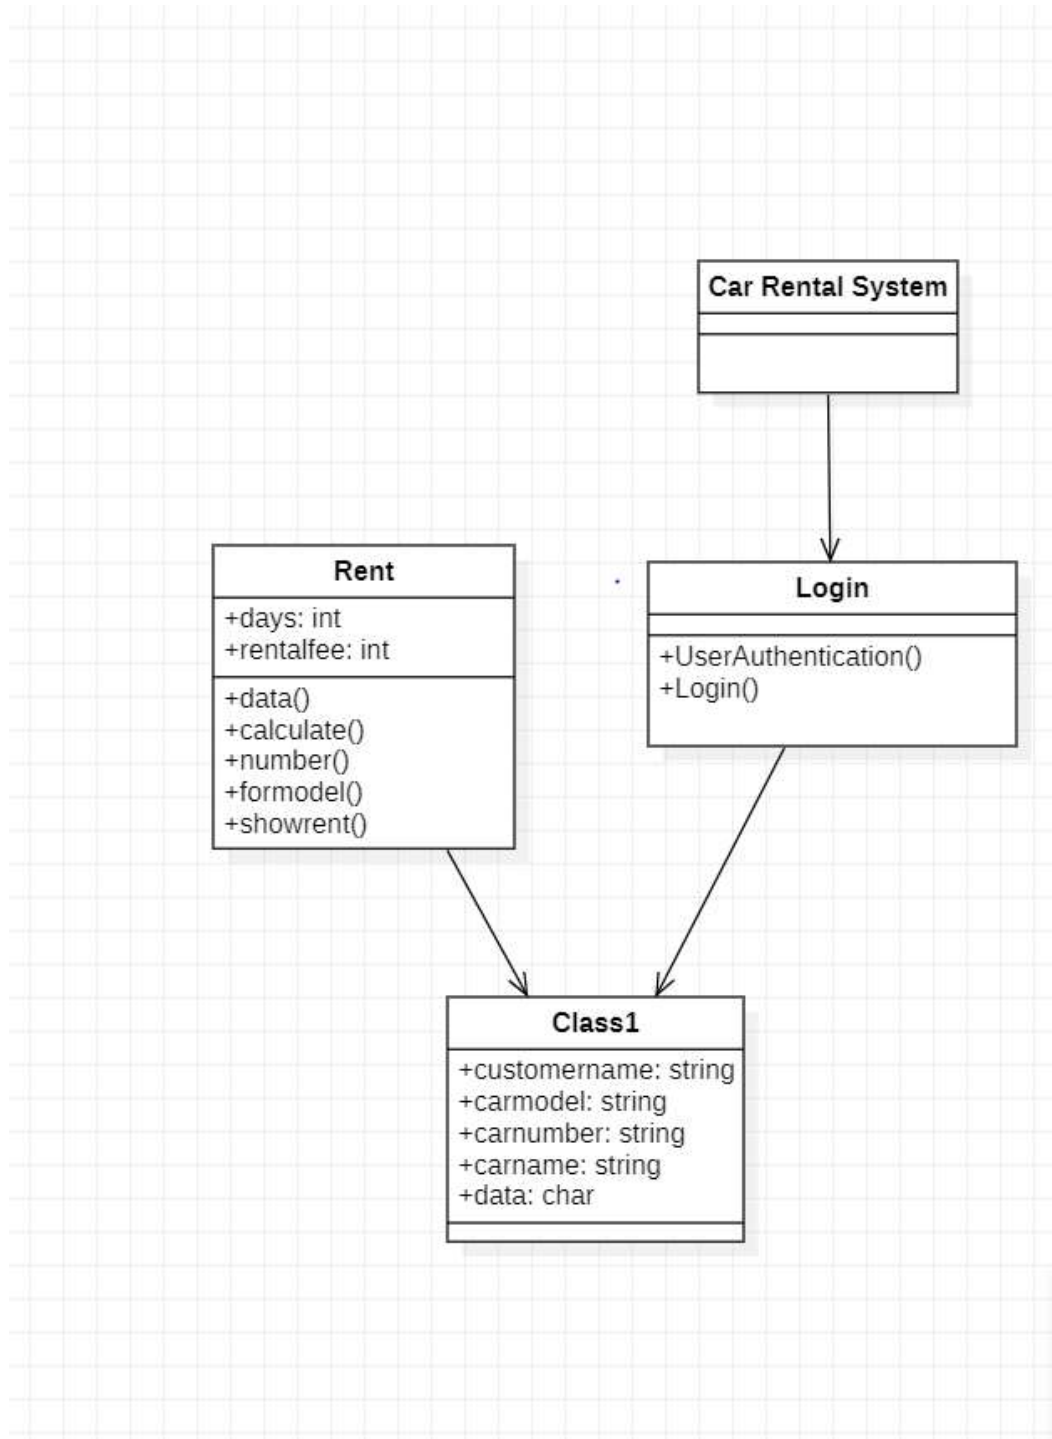 Car Rental System
Rent
+days: int
+rentalfee: int
+data()
+calculate()
+number()
+formodel()
+showrent()
Login
+UserAuthentication()
+Login()
Class1
+customername: string
+carmodel: string
+carnumber: string
+carname: string
+data: char